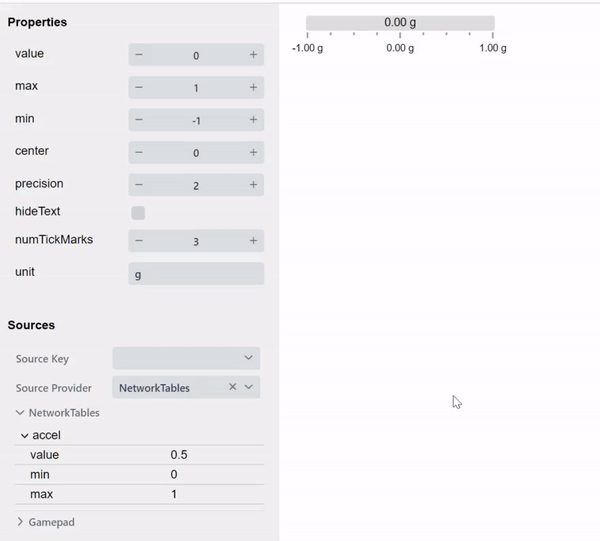 Properties
value − 0 +
max − 1 +
min − -1 +
center − 0 +
precision − 2 +
hideText
numTickMarks − 3 +
unit g
Sources
Source Key
Source Provider NetworkTables ×
NetworkTables
accel
value 0.5
min 0
max 1
Gamepad
0.00 g
-1.00 g 0.00 g 1.00 g